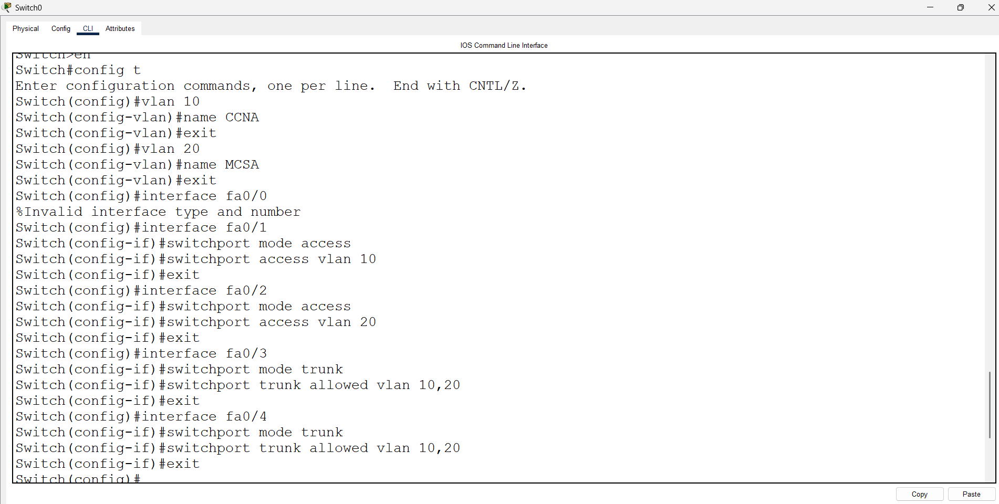 Switch0
Physical Config CLI Attributes
IOS Command Line Interface
Switch>en
Switch#config t
Enter configuration commands, one per line.  End with CNTL/Z.
Switch(config)#vlan 10
Switch(config-vlan)#name CCNA
Switch(config-vlan)#exit
Switch(config)#vlan 20
Switch(config-vlan)#name MCSA
Switch(config-vlan)#exit
Switch(config)#interface fa0/0
%Invalid interface type and number
Switch(config)#interface fa0/1
Switch(config-if)#switchport mode access
Switch(config-if)#switchport access vlan 10
Switch(config-if)#exit
Switch(config)#interface fa0/2
Switch(config-if)#switchport mode access
Switch(config-if)#switchport access vlan 20
Switch(config-if)#exit
Switch(config)#interface fa0/3
Switch(config-if)#switchport mode trunk
Switch(config-if)#switchport trunk allowed vlan 10,20
Switch(config-if)#exit
Switch(config)#interface fa0/4
Switch(config-if)#switchport mode trunk
Switch(config-if)#switchport trunk allowed vlan 10,20
Switch(config-if)#exit
Switch(config)#
Copy Paste